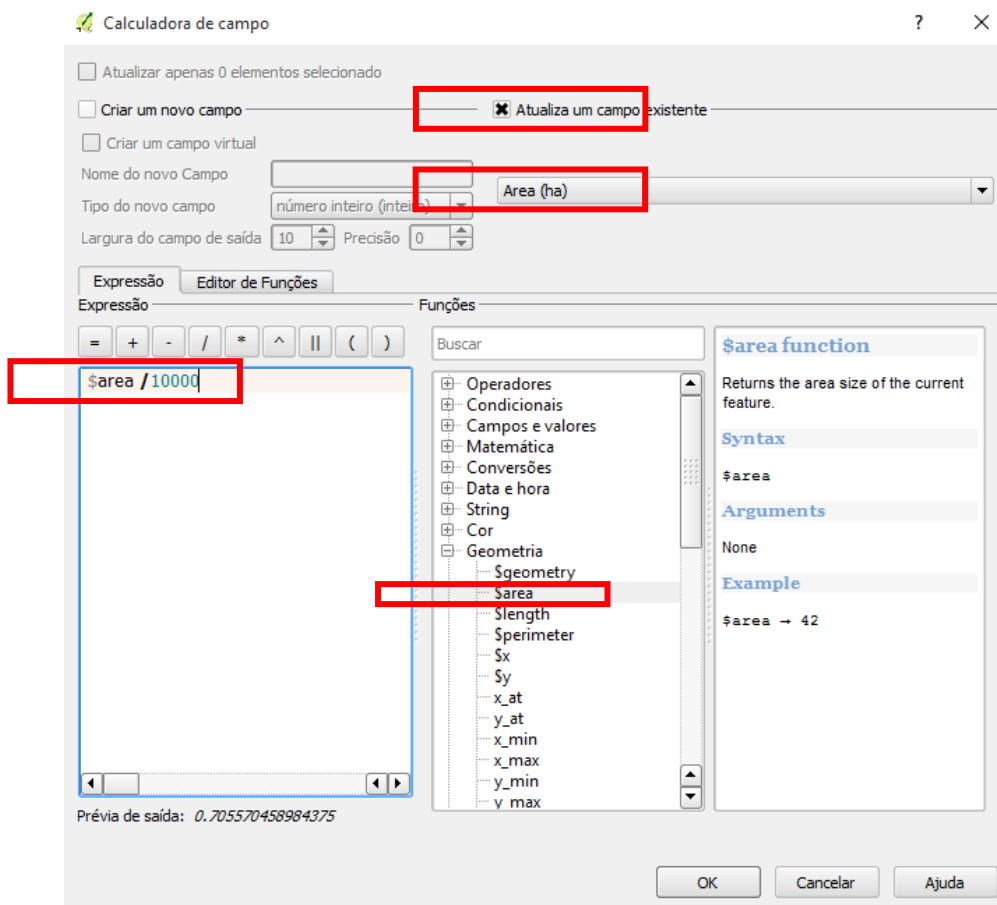 Calculadora de campo ?
Atualizar apenas 0 elementos selecionado
Criar um novo campo
Atualiza um campo existente
Criar um campo virtual
Nome do novo Campo
Area (ha)
Tipo do novo campo número inteiro (inteiro)
Largura do campo de saída 10 Precisão 0
Expressão Editor de Funções
Expressão
Funções
= + - / * ^ || ( )
Buscar
$area /10000
Operadores
Condicionais
Campos e valores
Matemática
Conversões
Data e hora
String
Cor
Geometria
$geometry
$area
$length
$perimeter
$x
$y
x_at
y_at
x_min
x_max
y_min
y_max
$area function
Returns the area size of the current
feature.
Syntax
$area
Arguments
None
Example
$area → 42
Prévia de saída: 0.705570458984375
OK Cancelar Ajuda